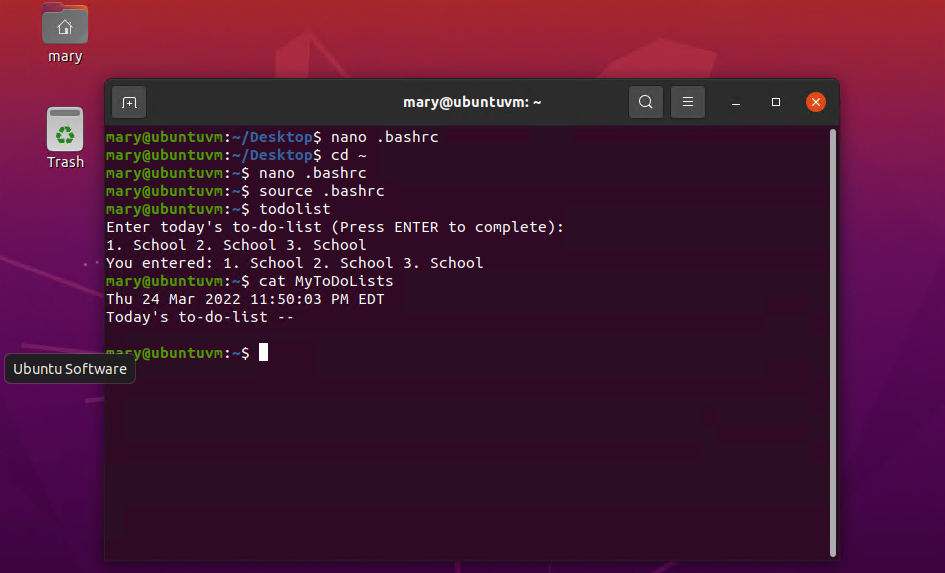 mary
Trash
mary@ubuntuvm: ~
mary@ubuntuvm:~/Desktop$ nano .bashrc
mary@ubuntuvm:~/Desktop$ cd ~
mary@ubuntuvm:~$ nano .bashrc
mary@ubuntuvm:~$ source .bashrc
mary@ubuntuvm:~$ todolist
Enter today's to-do-list (Press ENTER to complete):
1. School 2. School 3. School
You entered: 1. School 2. School 3. School
mary@ubuntuvm:~$ cat MyToDoLists
Thu 24 Mar 2022 11:50:03 PM EDT
Today's to-do-list --
mary@ubuntuvm:~$
Ubuntu Software